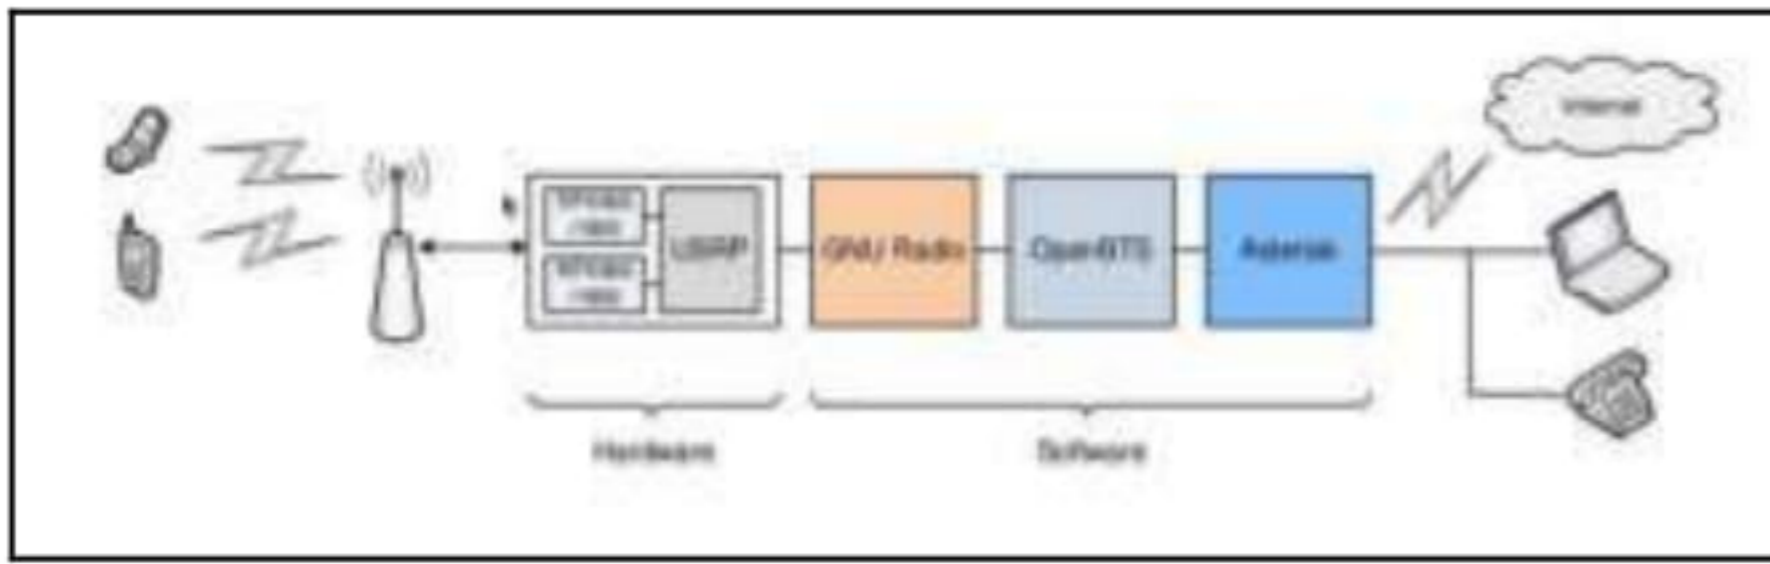 Internet
USRP
GNU Radio
OpenBTS
Asterisk
Hardware
Software